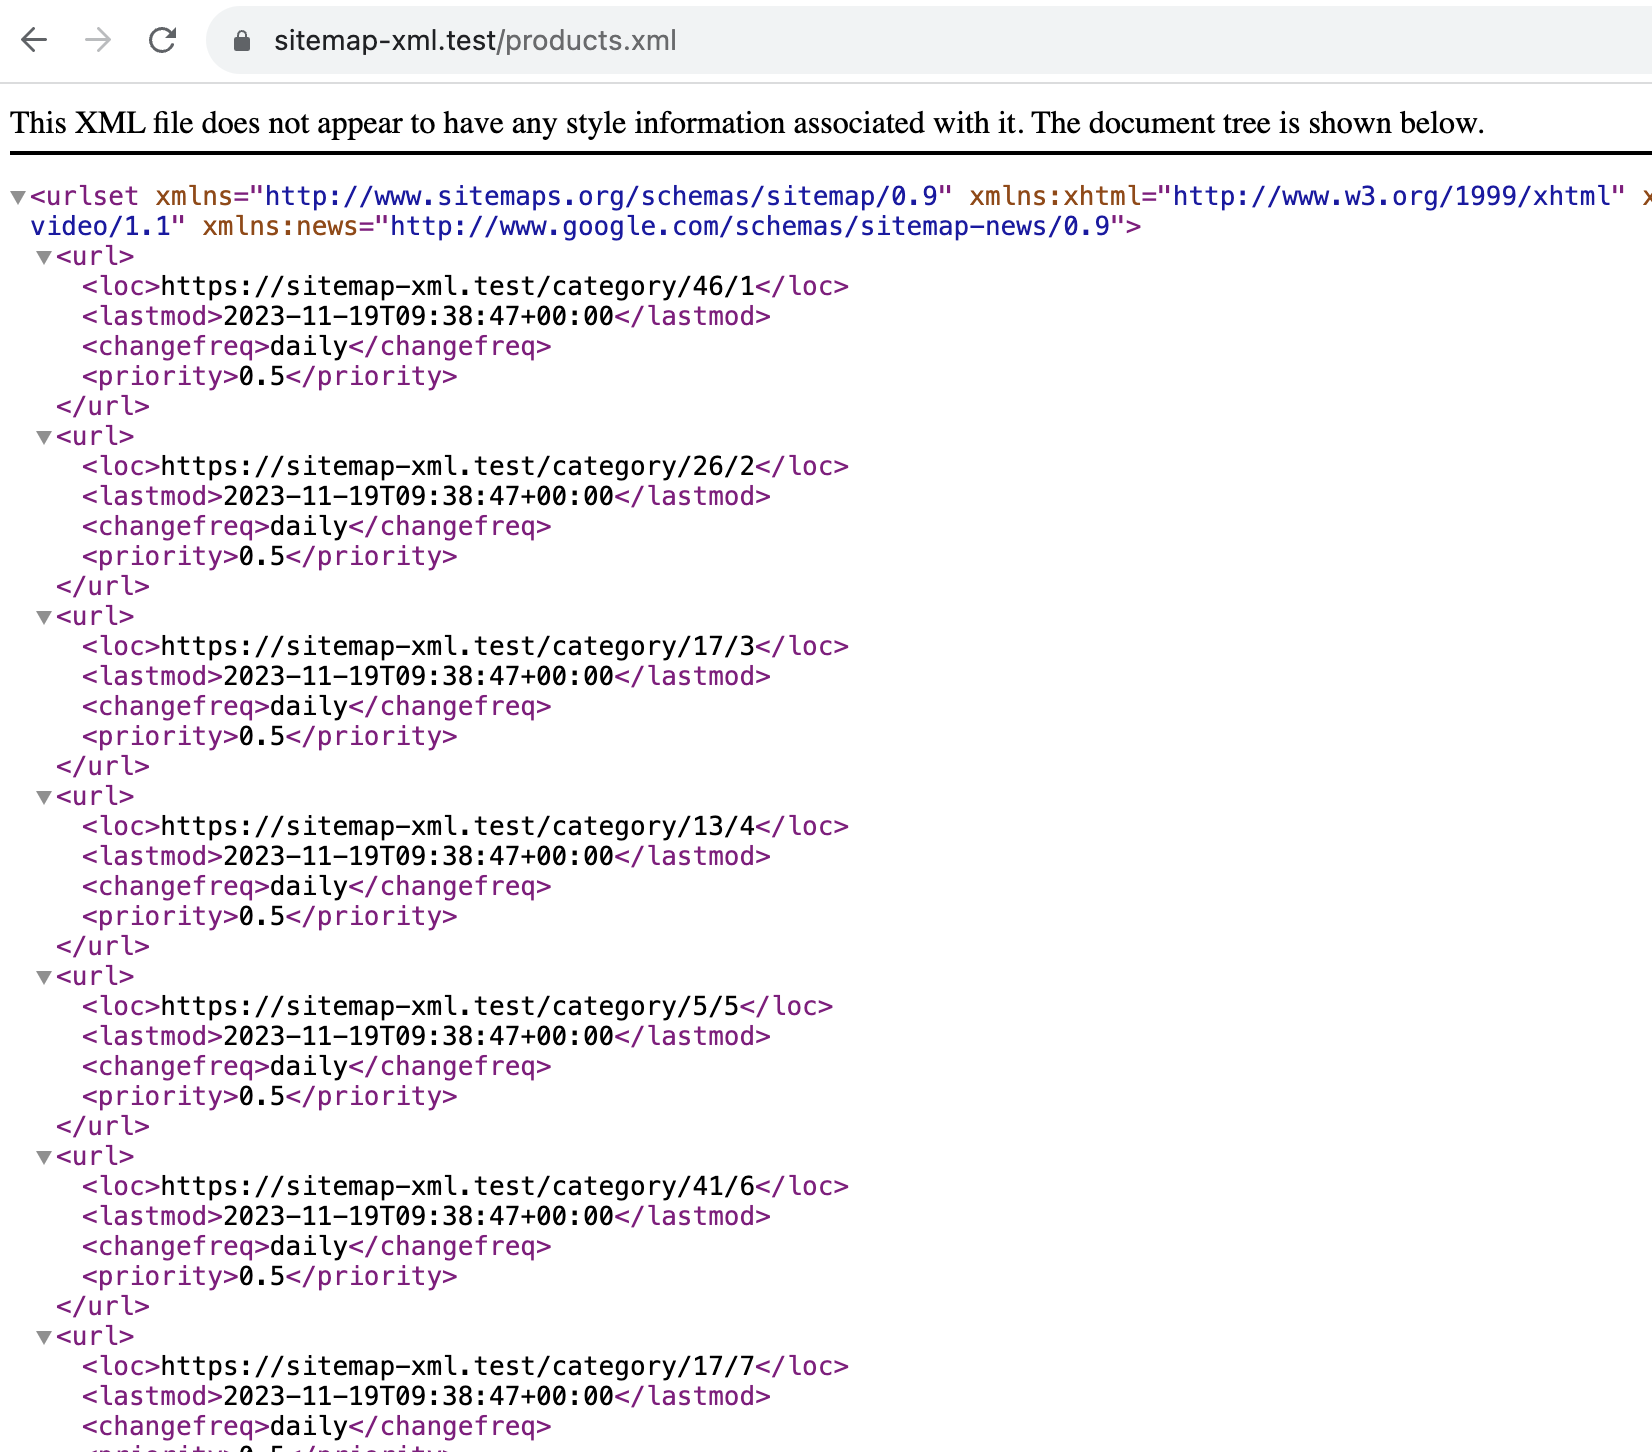 sitemap-xml.test/products.xml
This XML file does not appear to have any style information associated with it. The document tree is shown below.
<urlset xmlns="http://www.sitemaps.org/schemas/sitemap/0.9" xmlns:xhtml="http://www.w3.org/1999/xhtml" x
video/1.1" xmlns:news="http://www.google.com/schemas/sitemap-news/0.9">
<url>
<loc>https://sitemap-xml.test/category/46/1</loc>
<lastmod>2023-11-19T09:38:47+00:00</lastmod>
<changefreq>daily</changefreq>
<priority>0.5</priority>
</url>
<url>
<loc>https://sitemap-xml.test/category/26/2</loc>
<lastmod>2023-11-19T09:38:47+00:00</lastmod>
<changefreq>daily</changefreq>
<priority>0.5</priority>
</url>
<url>
<loc>https://sitemap-xml.test/category/17/3</loc>
<lastmod>2023-11-19T09:38:47+00:00</lastmod>
<changefreq>daily</changefreq>
<priority>0.5</priority>
</url>
<url>
<loc>https://sitemap-xml.test/category/13/4</loc>
<lastmod>2023-11-19T09:38:47+00:00</lastmod>
<changefreq>daily</changefreq>
<priority>0.5</priority>
</url>
<url>
<loc>https://sitemap-xml.test/category/5/5</loc>
<lastmod>2023-11-19T09:38:47+00:00</lastmod>
<changefreq>daily</changefreq>
<priority>0.5</priority>
</url>
<url>
<loc>https://sitemap-xml.test/category/41/6</loc>
<lastmod>2023-11-19T09:38:47+00:00</lastmod>
<changefreq>daily</changefreq>
<priority>0.5</priority>
</url>
<url>
<loc>https://sitemap-xml.test/category/17/7</loc>
<lastmod>2023-11-19T09:38:47+00:00</lastmod>
<changefreq>daily</changefreq>